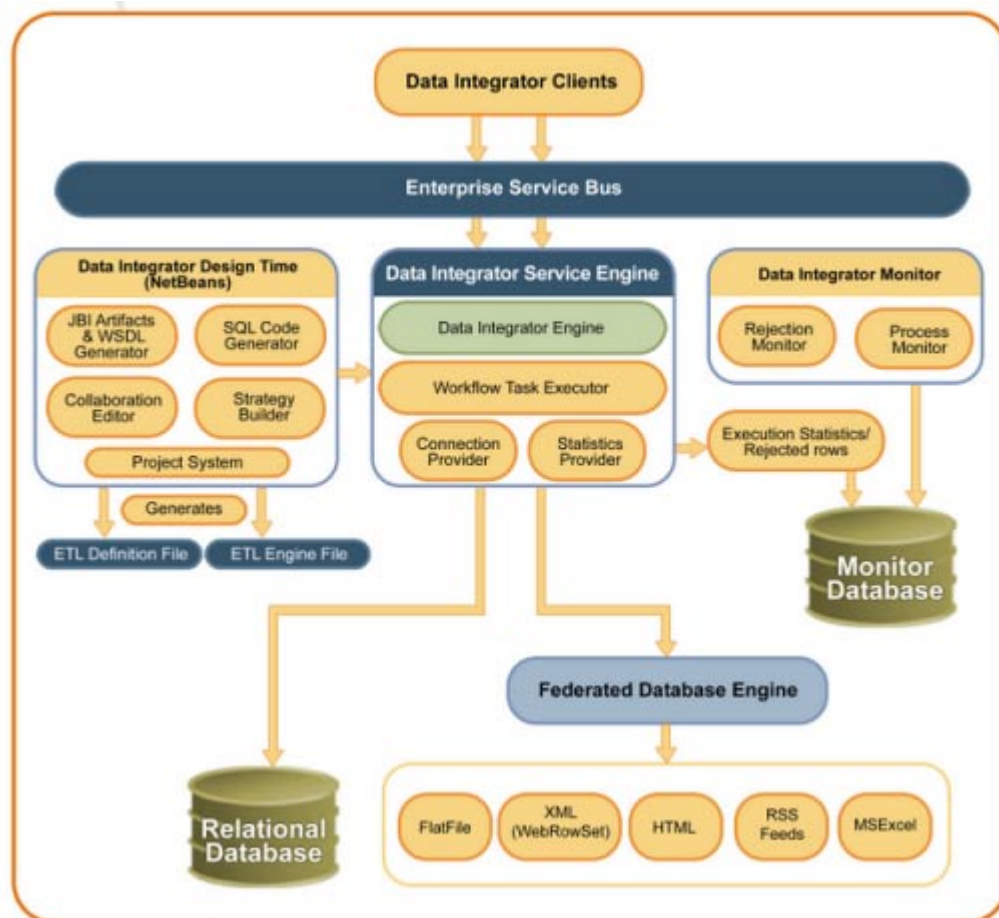 Data Integrator Clients
Enterprise Service Bus
Data Integrator Design Time
(NetBeans)
JBI Artifacts
& WSDL
Generator
SQL Code
Generator
Collaboration
Editor
Strategy
Builder
Project System
Generates
ETL Definition File
ETL Engine File
Data Integrator Service Engine
Data Integrator Engine
Workflow Task Executor
Connection
Provider
Statistics
Provider
Data Integrator Monitor
Rejection
Monitor
Process
Monitor
Execution Statistics/
Rejected rows
Monitor
Database
Federated Database Engine
Relational
Database
FlatFile
XML
(WebRowSet)
HTML
RSS
Feeds
MSExcel